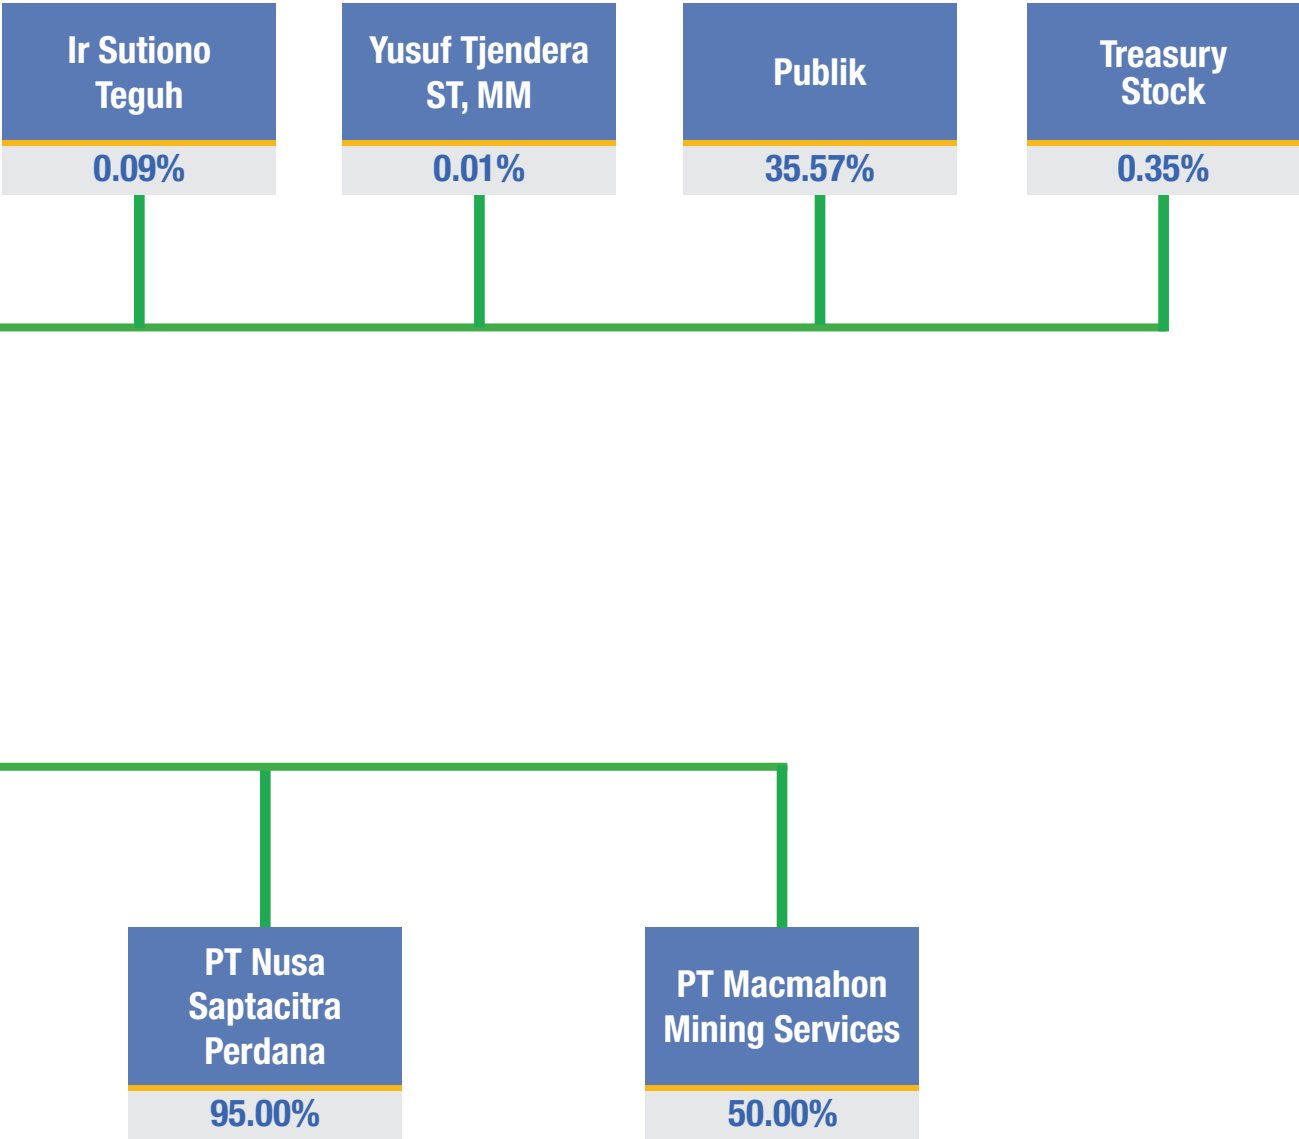 Ir Sutiono
Teguh
0.09%
Yusuf Tjendera
ST, MM
0.01%
Publik
35.57%
Treasury
Stock
0.35%
PT Nusa
Saptacitra
Perdana
95.00%
PT Macmahon
Mining Services
50.00%